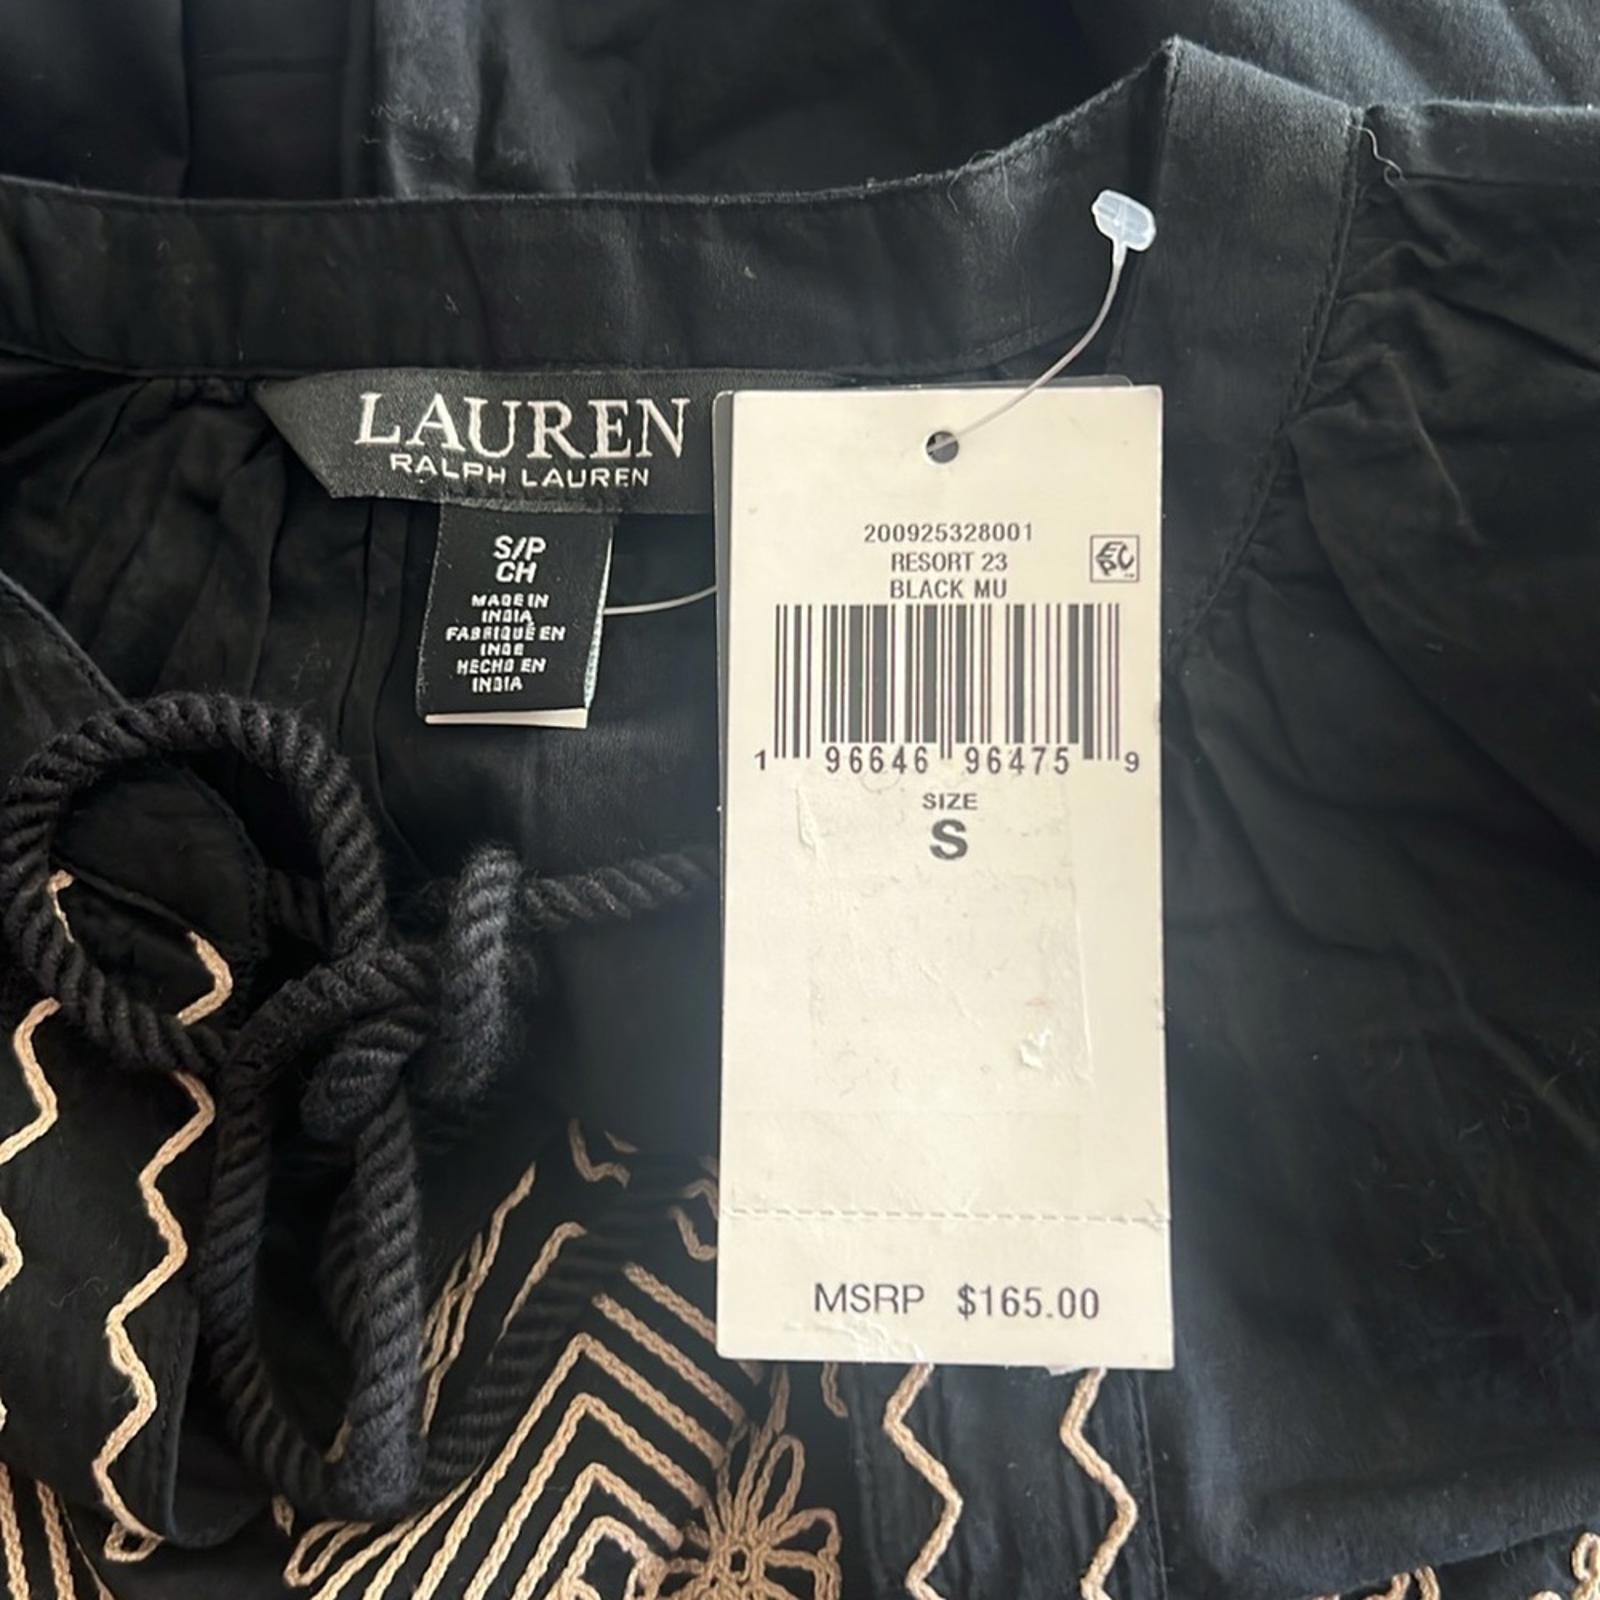 LAUREN
RALPH LAUREN
S/P
CH
MADE IN
INDIA
FABRIQUÉ EN
INDE
HECHO EN
INDIA
200925328001
RESORT 23
BLACK MU
EPC
1 96646 96475 9
SIZE
S
MSRP $165.00